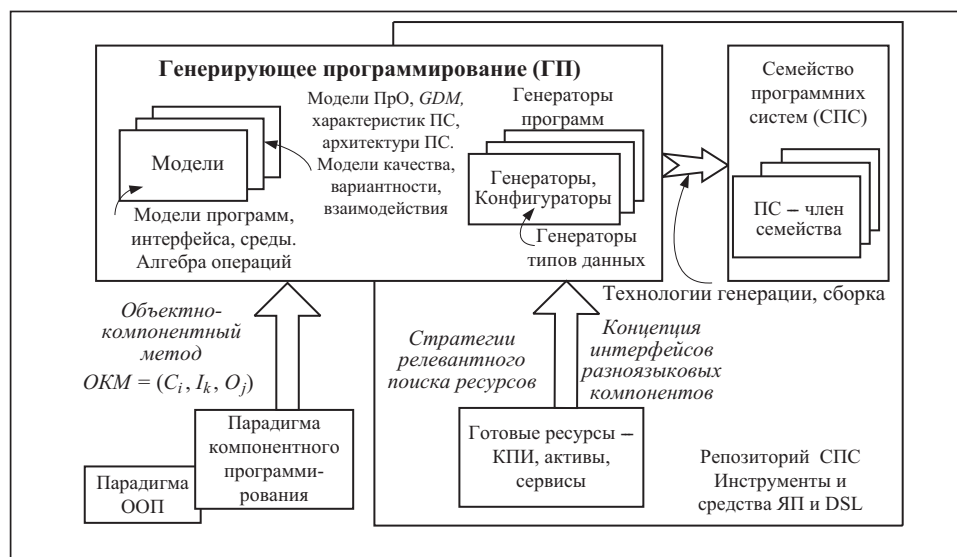 Генерирующее программирование (ГП)
Модели
Модели программ,
интерфейса, среды.
Алгебра операций
Модели ПрО, GDM,
характеристик ПС,
архитектури ПС.
Модели качества,
вариантности,
взаимодействия
Генераторы
программ
Генераторы,
Конфигураторы
Генераторы
типов данных
Семейство
программних
систем (СПС)
ПС – член
семейства
Технологии генерации, сборка
Объектно-
компонентный
метод
ОКМ = (Ci, Ik, Oj)
Стратегии
релевантного
поиска ресурсов
Концепция
интерфейсов
разноязыковых
компонентов
Парадигма
ООП
Парадигма
компонентного
программи-
рования
Готовые ресурсы –
КПИ, активы,
сервисы
Репозиторий СПС
Инструменты и
средства ЯП и DSL